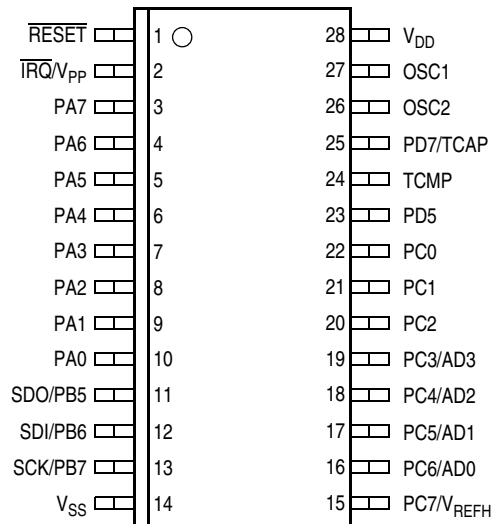 RESET 1 28 VDD
IRQ/VPP 2 27 OSC1
PA7 3 26 OSC2
PA6 4 25 PD7/TCAP
PA5 5 24 TCMP
PA4 6 23 PD5
PA3 7 22 PC0
PA2 8 21 PC1
PA1 9 20 PC2
PA0 10 19 PC3/AD3
SDO/PB5 11 18 PC4/AD2
SDI/PB6 12 17 PC5/AD1
SCK/PB7 13 16 PC6/AD0
VSS 14 15 PC7/VREFH